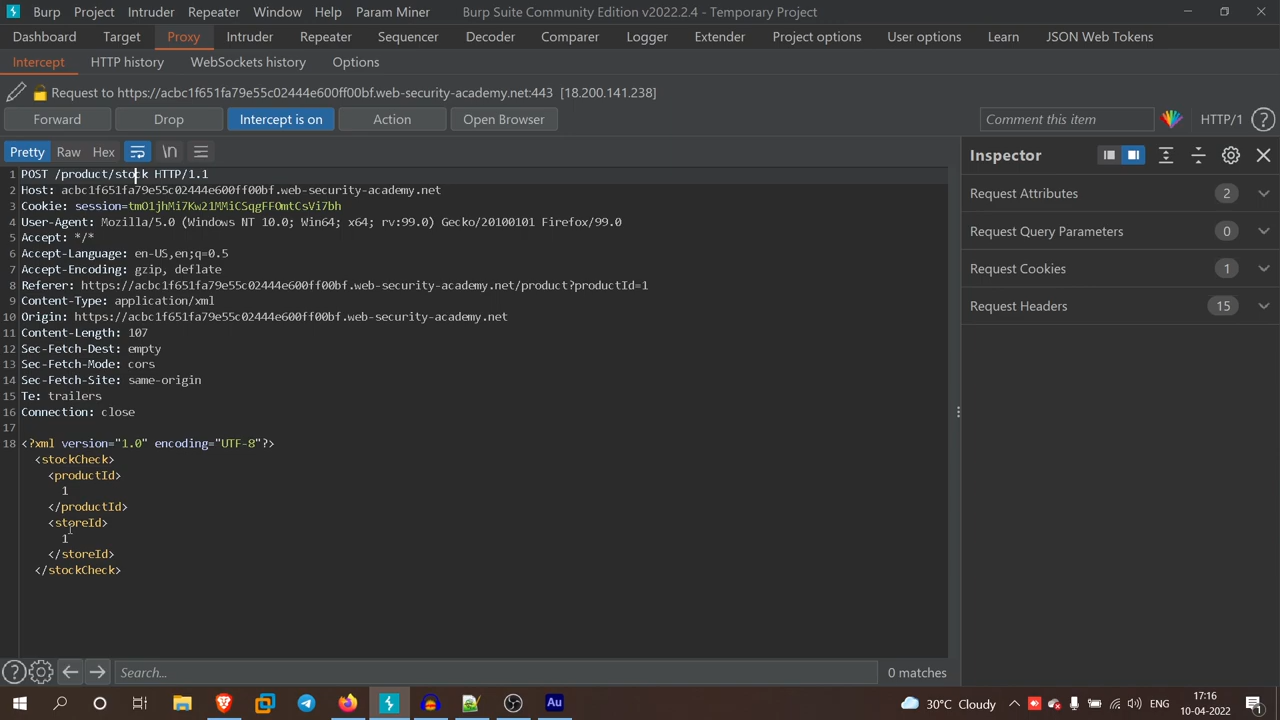 Burp Project Intruder Repeater Window Help Param Miner Burp Suite Community Edition v2022.2.4 - Temporary Project
Dashboard Target Proxy Intruder Repeater Sequencer Decoder Comparer Logger Extender Project options User options Learn JSON Web Tokens
Intercept HTTP history WebSockets history Options
Request to https://acbc1f651fa79e55c02444e600ff00bf.web-security-academy.net:443 [18.200.141.238]
Forward Drop Intercept is on Action Open Browser Comment this item HTTP/1 ?
Pretty Raw Hex \n Inspector
1 POST /product/stock HTTP/1.1
2 Host: acbc1f651fa79e55c02444e600ff00bf.web-security-academy.net
3 Cookie: session=tmO1jhMi7Kw21MMiCSqgFFOmtCsVi7bh
4 User-Agent: Mozilla/5.0 (Windows NT 10.0; Win64; x64; rv:99.0) Gecko/20100101 Firefox/99.0
5 Accept: */*
6 Accept-Language: en-US,en;q=0.5
7 Accept-Encoding: gzip, deflate
8 Referer: https://acbc1f651fa79e55c02444e600ff00bf.web-security-academy.net/product?productId=1
9 Content-Type: application/xml
10 Origin: https://acbc1f651fa79e55c02444e600ff00bf.web-security-academy.net
11 Content-Length: 107
12 Sec-Fetch-Dest: empty
13 Sec-Fetch-Mode: cors
14 Sec-Fetch-Site: same-origin
15 Te: trailers
16 Connection: close
17
18 <?xml version="1.0" encoding="UTF-8"?>
<stockCheck>
<productId>
1
</productId>
<storeId>
1
</storeId>
</stockCheck>
Request Attributes 2
Request Query Parameters 0
Request Cookies 1
Request Headers 15
? Search... 0 matches
Au 30°C Cloudy ENG 17:16
10-04-2022 1